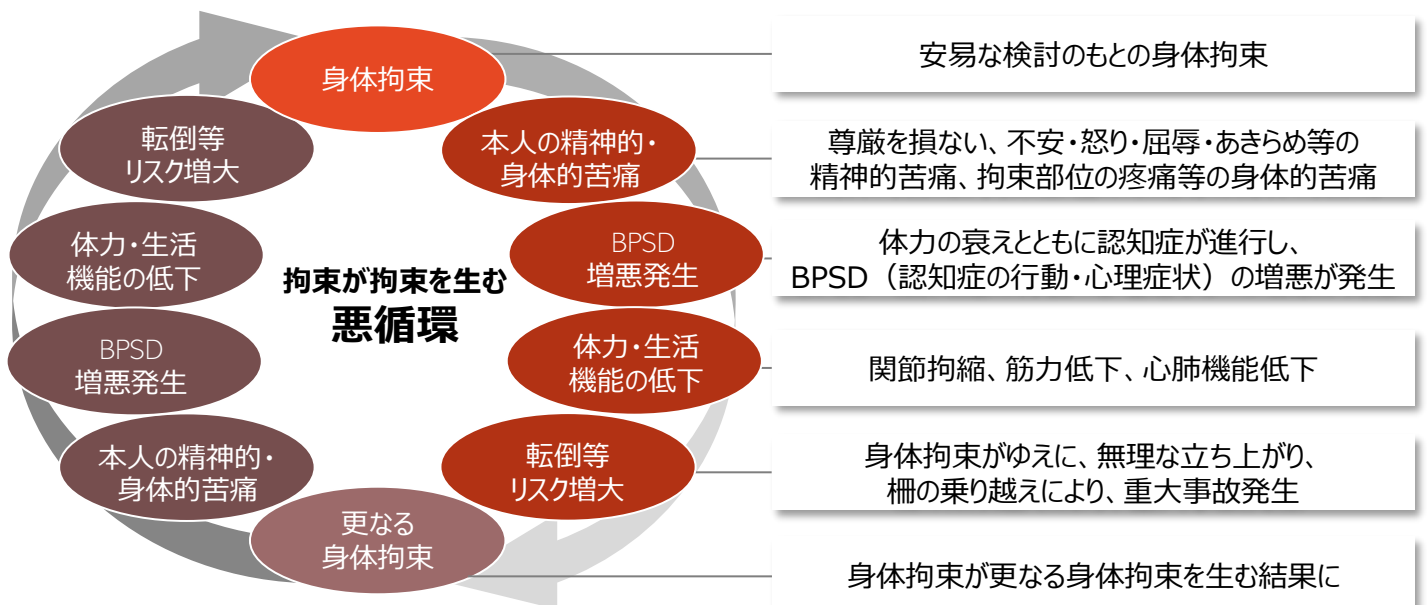 身体拘束
安易な検討のもとの身体拘束
本人の精神的・
身体的苦痛
尊厳を損ない、不安・怒り・屈辱・あきらめ等の
精神的苦痛、拘束部位の疼痛等の身体的苦痛
BPSD
増悪発生
体力の衰えとともに認知症が進行し、
BPSD（認知症の行動・心理症状）の増悪が発生
体力・生活
機能の低下
関節拘縮、筋力低下、心肺機能低下
転倒等
リスク増大
身体拘束がゆえに、無理な立ち上がり、
柵の乗り越えにより、重大事故発生
更なる
身体拘束
身体拘束が更なる身体拘束を生む結果に
本人の精神的・
身体的苦痛
BPSD
増悪発生
体力・生活
機能の低下
転倒等
リスク増大
拘束が拘束を生む
悪循環